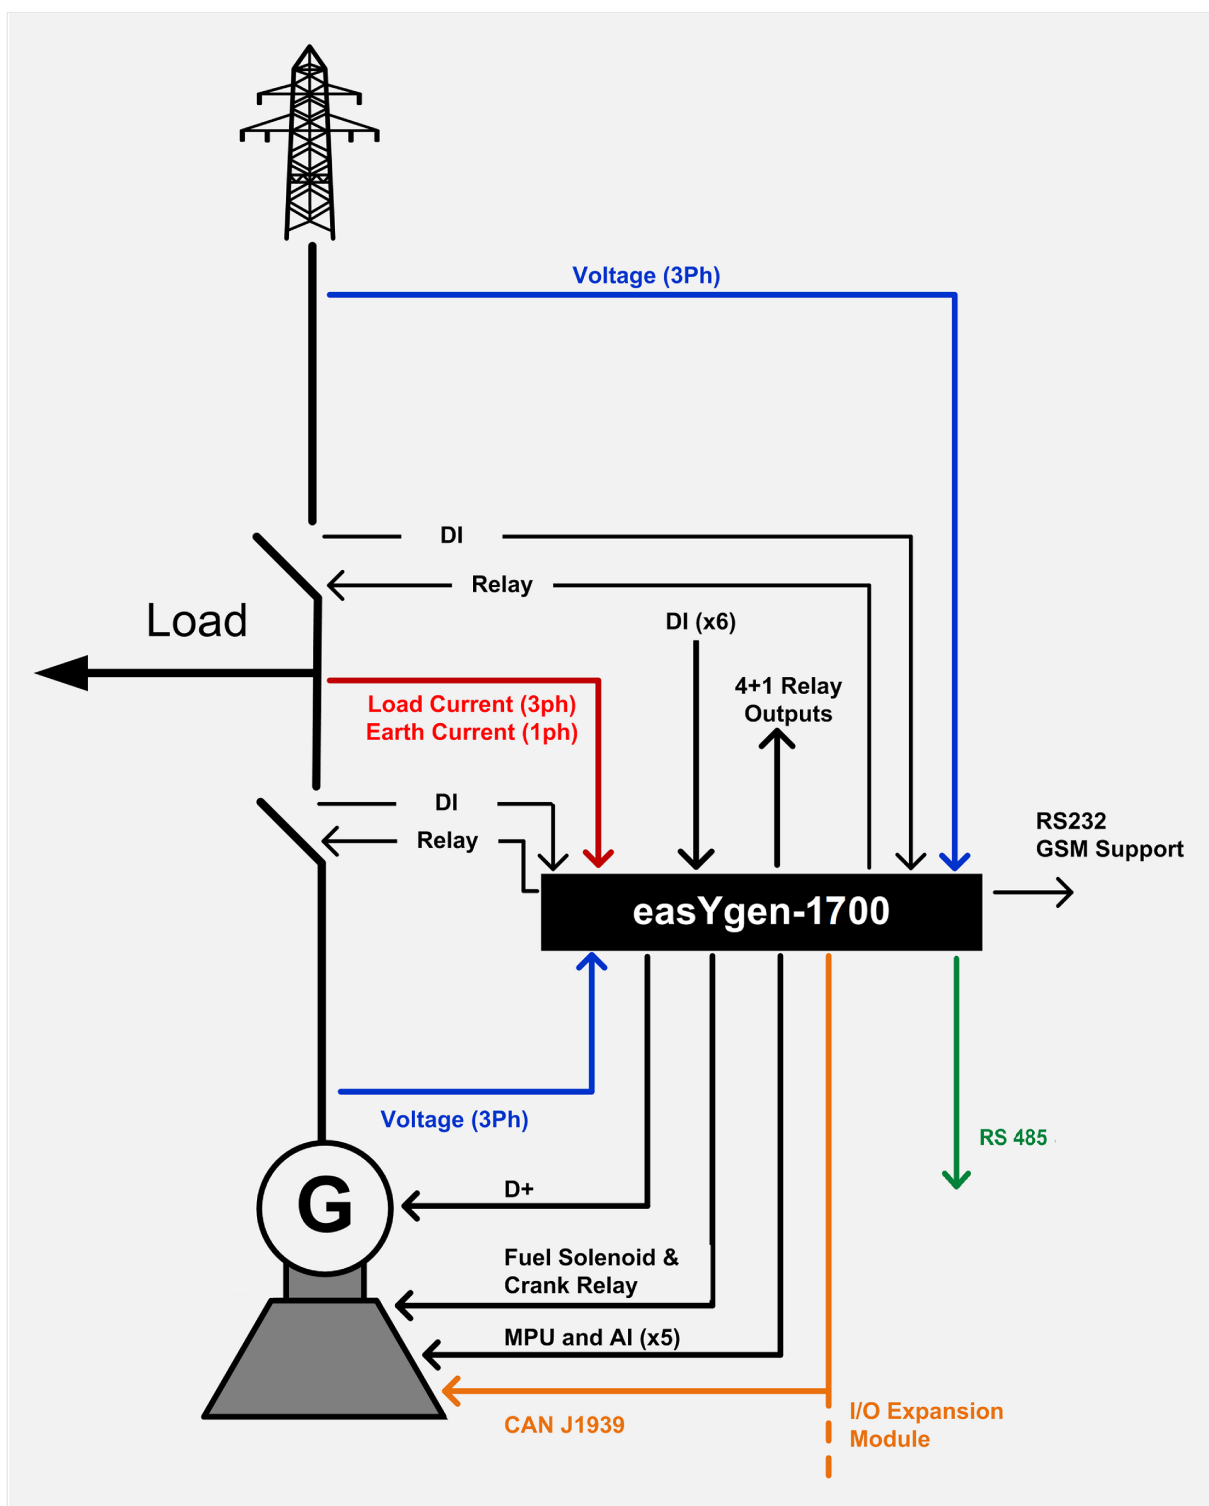 Voltage (3Ph)
DI
Relay
Load
DI (x6)
4+1 Relay
Outputs
Load Current (3ph)
Earth Current (1ph)
DI
Relay
RS232
GSM Support
easYgen-1700
Voltage (3Ph)
RS 485
D+
G
Fuel Solenoid &
Crank Relay
MPU and AI (x5)
CAN J1939
I/O Expansion
Module